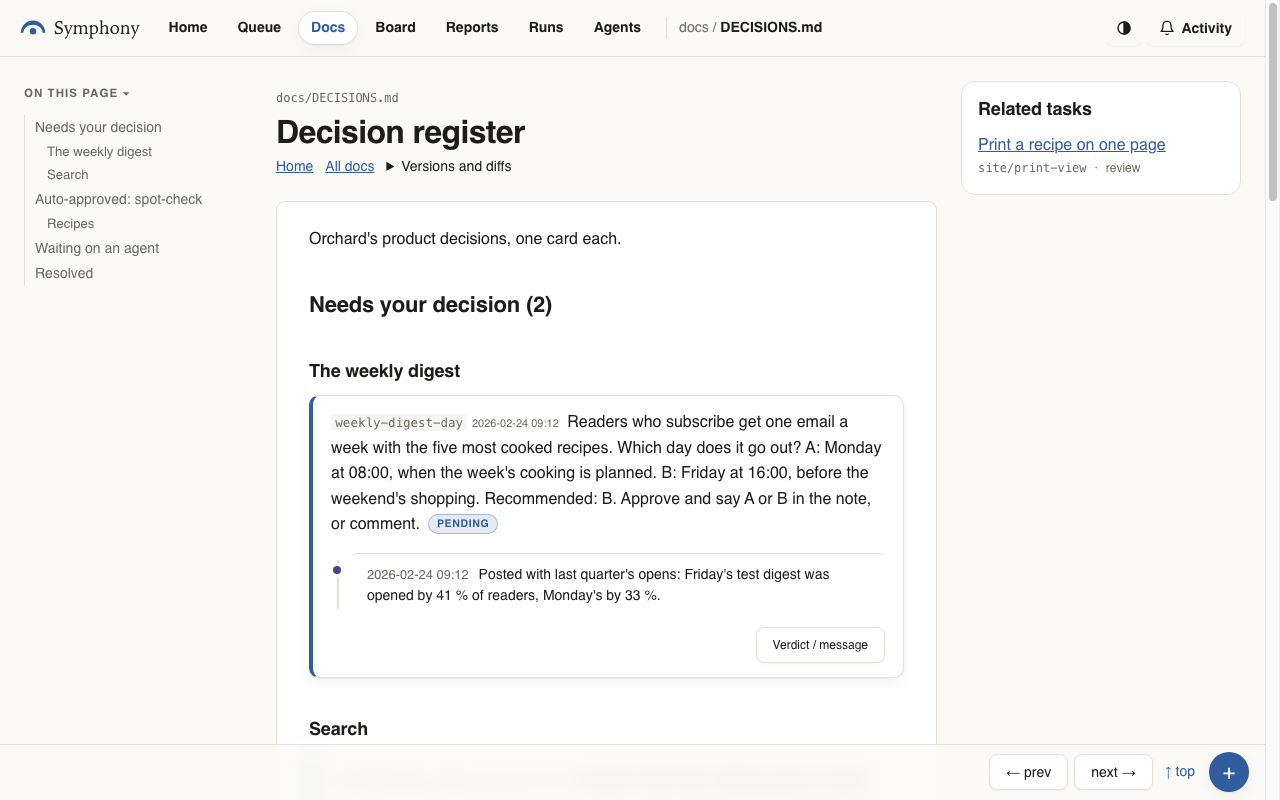 Symphony
Home Queue Docs Board Reports Runs Agents docs / DECISIONS.md Activity
ON THIS PAGE
Needs your decision
The weekly digest
Search
Auto-approved: spot-check
Recipes
Waiting on an agent
Resolved
docs/DECISIONS.md
Decision register
Home All docs ▶ Versions and diffs
Orchard's product decisions, one card each.
Needs your decision (2)
The weekly digest
weekly-digest-day 2026-02-24 09:12 Readers who subscribe get one email a
week with the five most cooked recipes. Which day does it go out? A: Monday
at 08:00, when the week's cooking is planned. B: Friday at 16:00, before the
weekend's shopping. Recommended: B. Approve and say A or B in the note,
or comment. PENDING
2026-02-24 09:12 Posted with last quarter's opens: Friday's test digest was
opened by 41 % of readers, Monday's by 33 %.
Verdict / message
Search
Related tasks
Print a recipe on one page
site/print-view · review
← prev next → ↑ top +